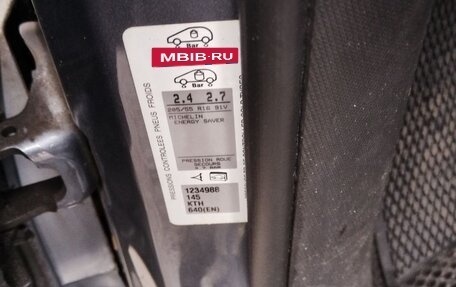 Bar
MBIB.RU
Bar
2.4 2.7
205/55 R16 91V
MICHELIN
ENERGY SAVER
PRESSION ROUE
SECOURS
1234988
145
KTH
640(EN)
PRESSIONS CONTROLEES PNEUS FROIDS